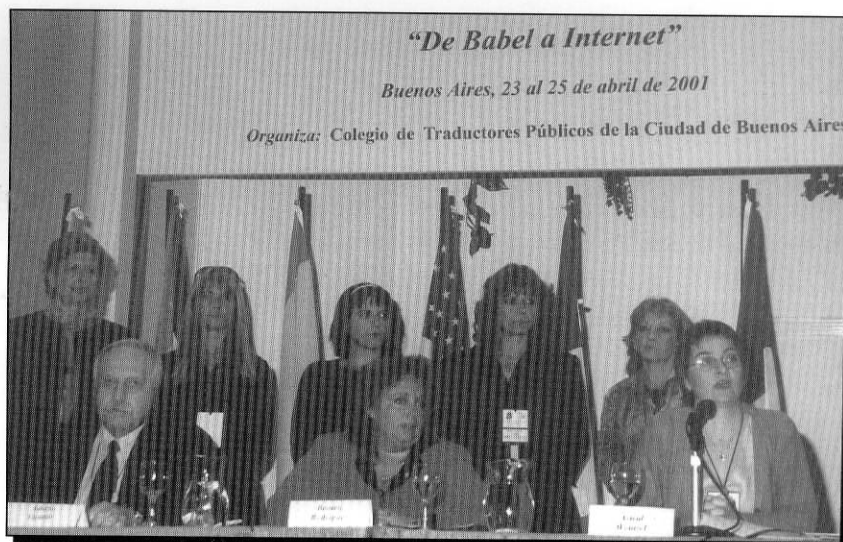 “De Babel a Internet”
Buenos Aires, 23 al 25 de abril de 2001
Organiza: Colegio de Traductores Públicos de la Ciudad de Buenos Aires